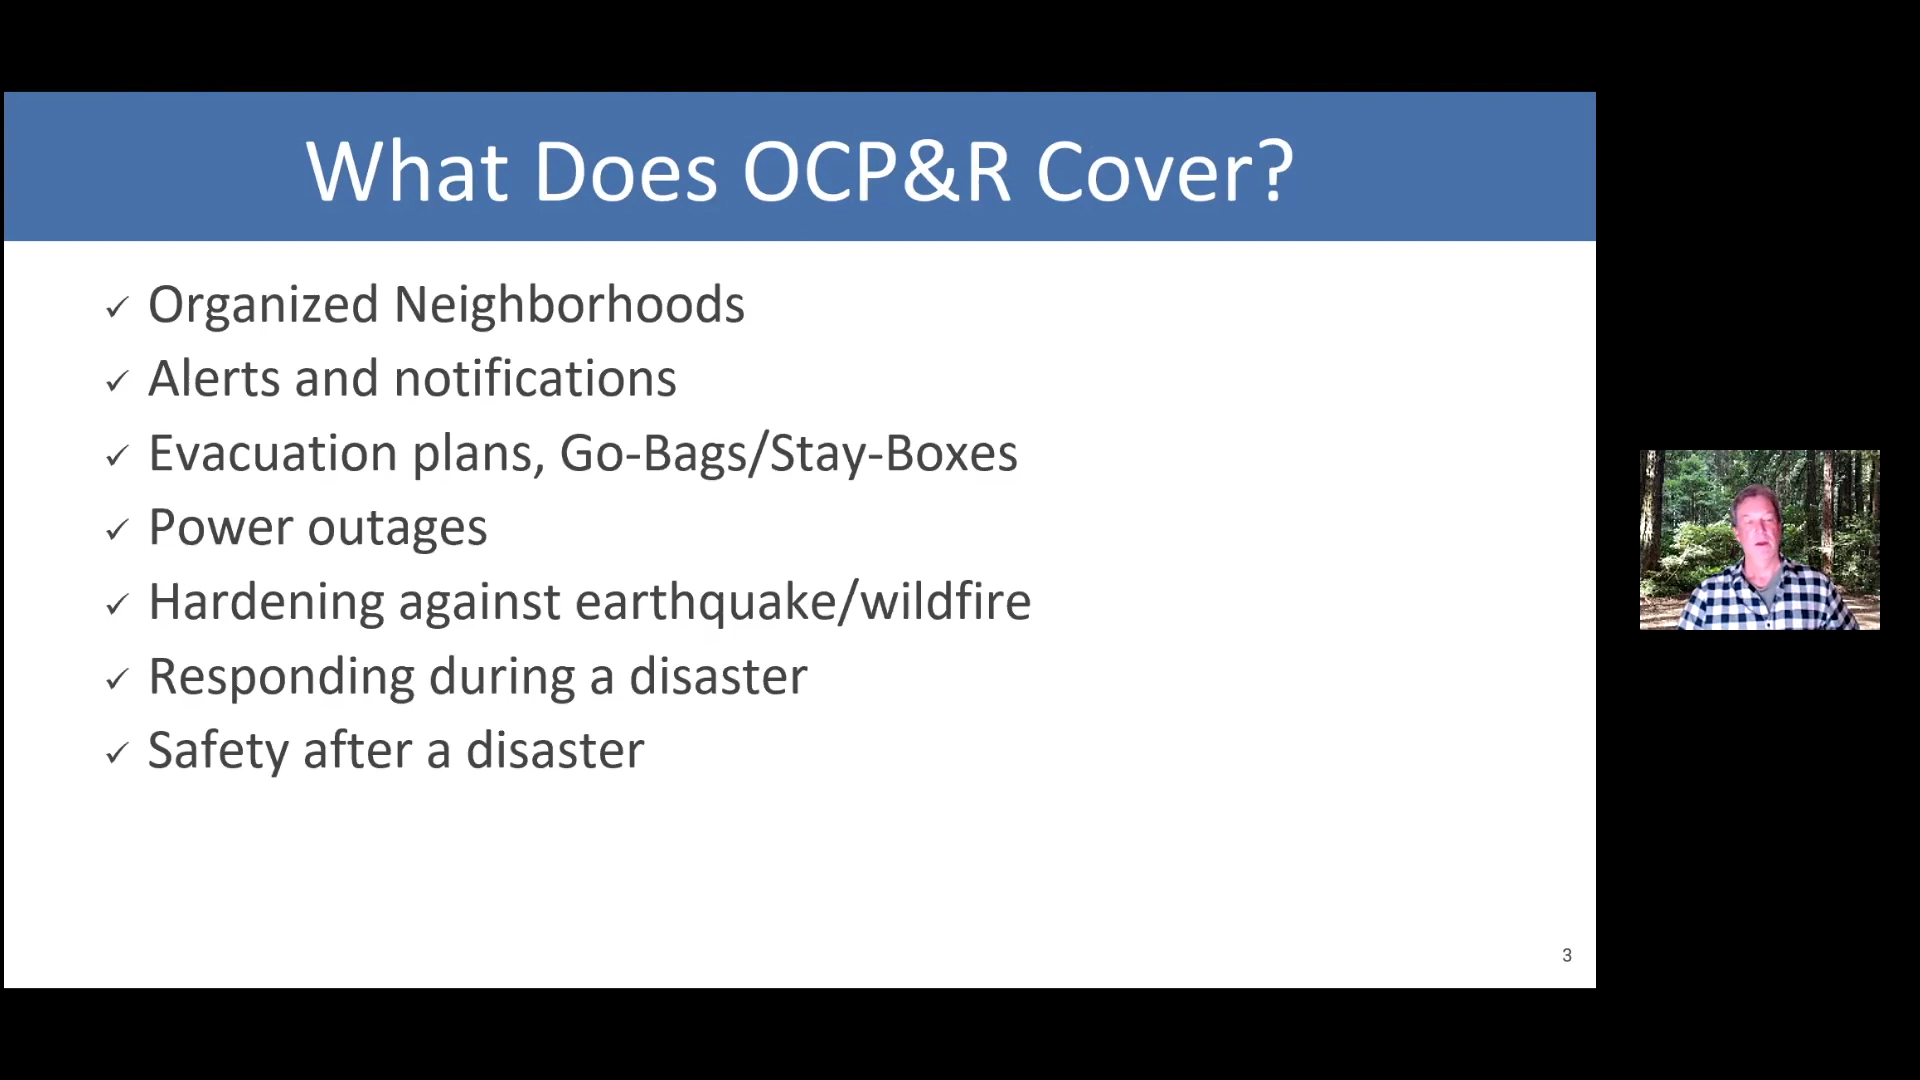 What Does OCP&R Cover?
✓ Organized Neighborhoods
✓ Alerts and notifications
✓ Evacuation plans, Go-Bags/Stay-Boxes
✓ Power outages
✓ Hardening against earthquake/wildfire
✓ Responding during a disaster
✓ Safety after a disaster
3